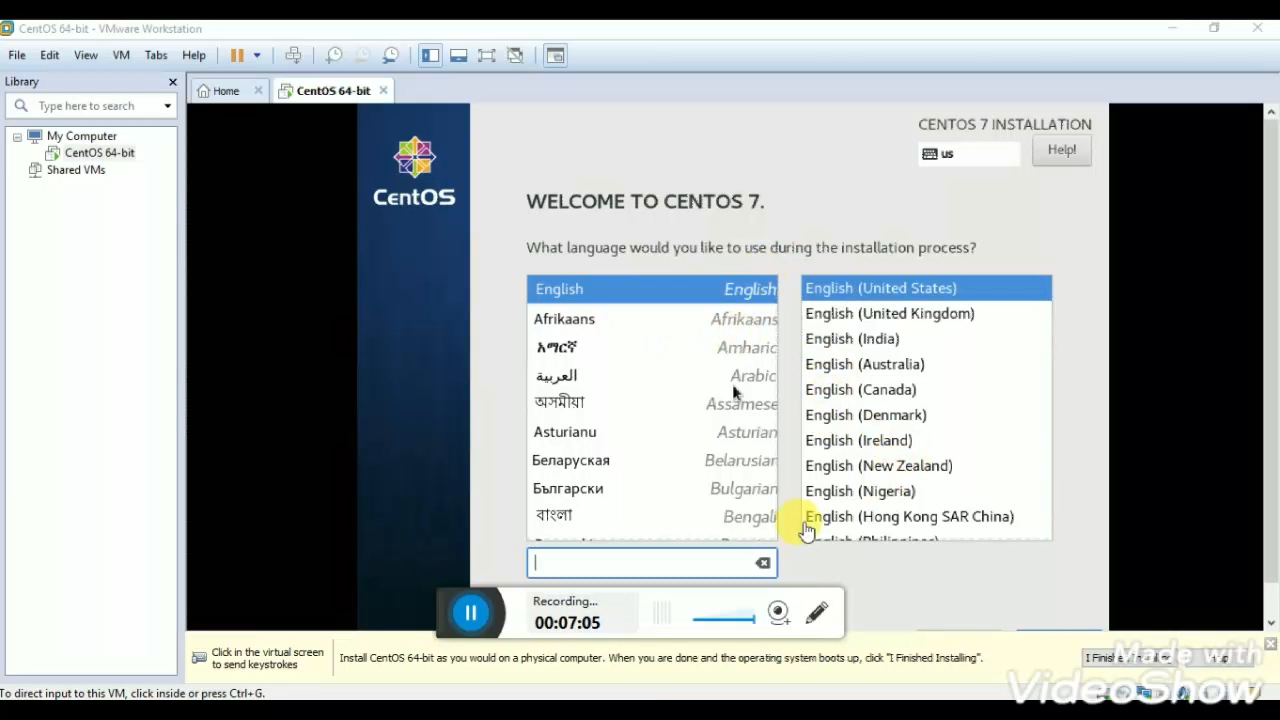 CentOS 64-bit - VMware Workstation
File Edit View VM Tabs Help
Library
Home
CentOS 64-bit
Type here to search
My Computer
CentOS 64-bit
Shared VMs
CentOS
CENTOS 7 INSTALLATION
us
Help!
WELCOME TO CENTOS 7.
What language would you like to use during the installation process?
English English
Afrikaans Afrikaans
አማርኛ Amharic
العربية Arabic
অসমীয়া Assamese
Asturianu Asturian
Беларуская Belarusian
Български Bulgarian
বাংলা Bengali
English (United States)
English (United Kingdom)
English (India)
English (Australia)
English (Canada)
English (Denmark)
English (Ireland)
English (New Zealand)
English (Nigeria)
English (Hong Kong SAR China)
English (Philippines)
Recording...
00:07:05
Click in the virtual screen
to send keystrokes
Install CentOS 64-bit as you would on a physical computer. When you are done and the operating system boots up, click "I Finished Installing".
I Finished Installing
Help
To direct input to this VM, click inside or press Ctrl+G.
Made with
VideoShow